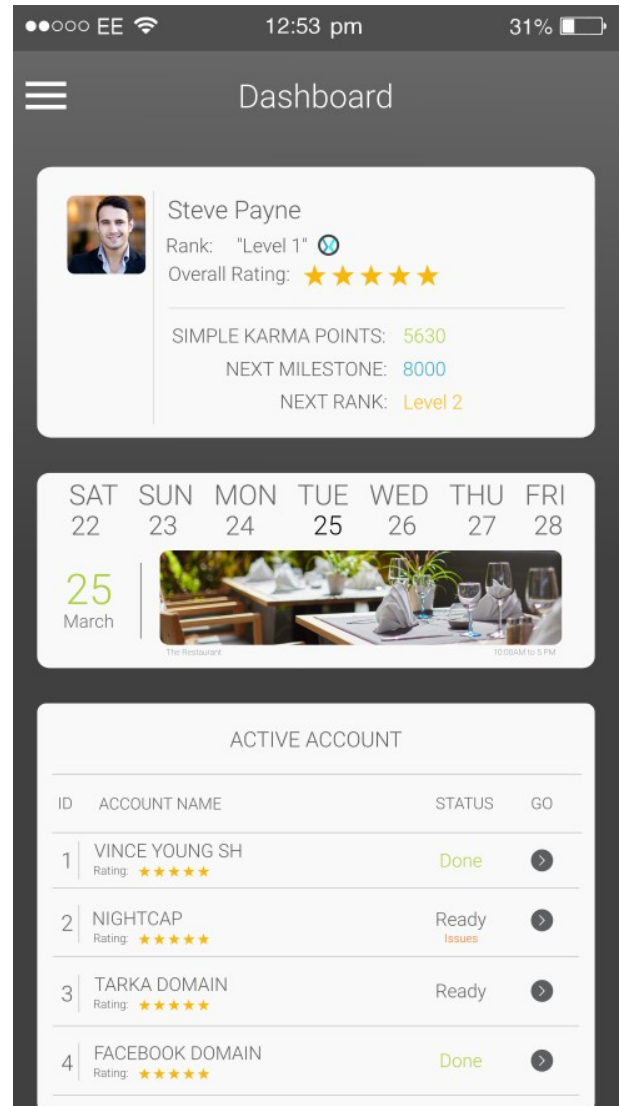 EE 12:53 pm 31%
Dashboard
Steve Payne
Rank: "Level 1"
Overall Rating:
SIMPLE KARMA POINTS: 5630
NEXT MILESTONE: 8000
NEXT RANK: Level 2
SAT SUN MON TUE WED THU FRI
22 23 24 25 26 27 28
25
March
The Restaurant 10:00AM to 5 PM
ACTIVE ACCOUNT
ID ACCOUNT NAME STATUS GO
1 VINCE YOUNG SH Done
Rating:
2 NIGHTCAP Ready
Rating: Issues
3 TARKA DOMAIN Ready
Rating:
4 FACEBOOK DOMAIN Done
Rating: